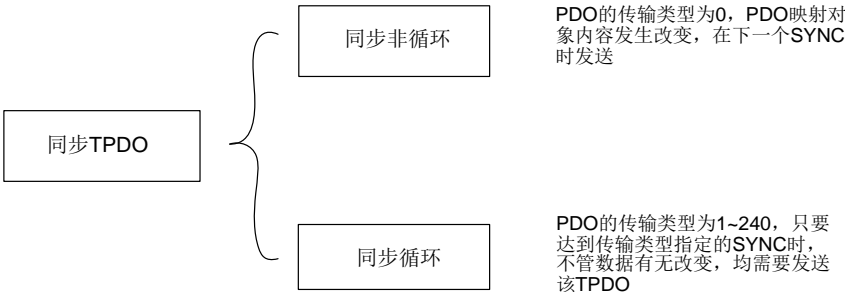 同步TPDO
同步非循环
PDO的传输类型为0，PDO映射对
象内容发生改变，在下一个SYNC
时发送
同步循环
PDO的传输类型为1~240，只要
达到传输类型指定的SYNC时，
不管数据有无改变，均需要发送
该TPDO